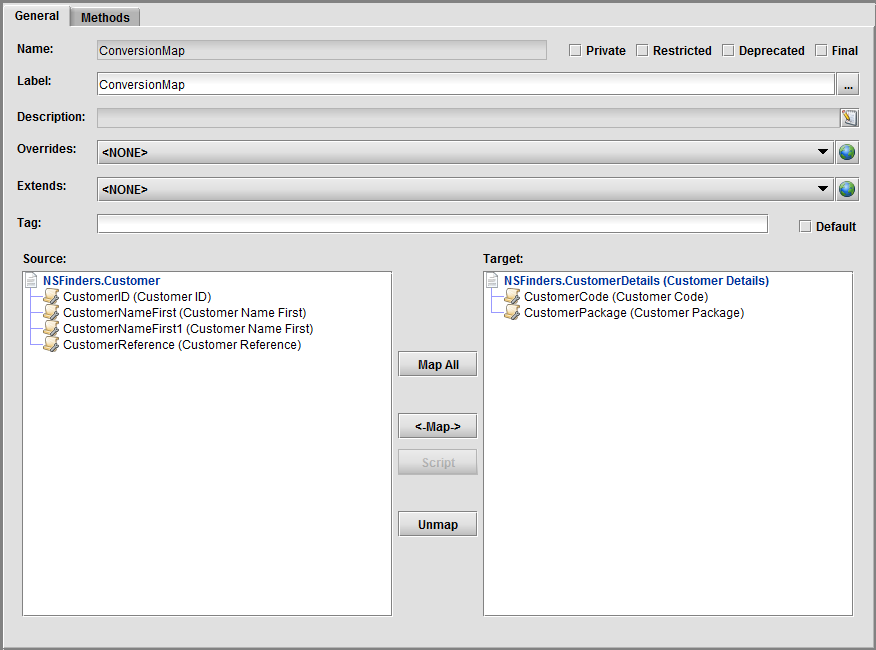 General Methods
Name: ConversionMap Private Restricted Deprecated Final
Label: ConversionMap ...
Description:
Overrides: <NONE>
Extends: <NONE>
Tag: Default
Source: Target:
NSFinders.Customer NSFinders.CustomerDetails (Customer Details)
CustomerID (Customer ID) CustomerCode (Customer Code)
CustomerNameFirst (Customer Name First) CustomerPackage (Customer Package)
CustomerNameFirst1 (Customer Name First)
CustomerReference (Customer Reference)
Map All
<-Map->
Script
Unmap